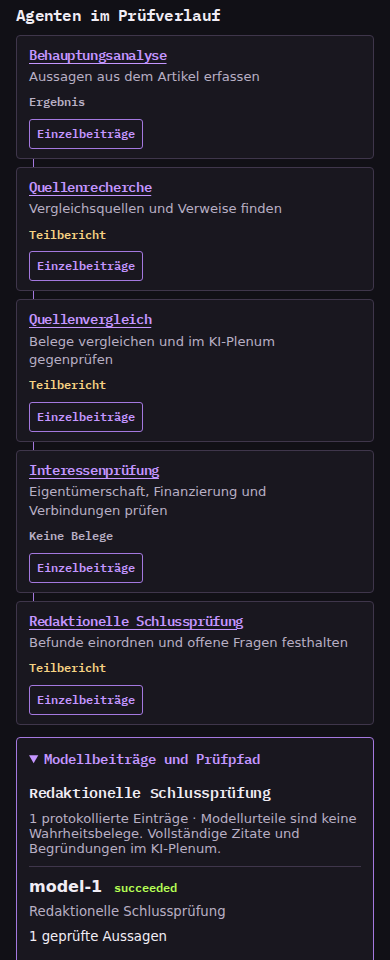 Agenten im Prüfverlauf
Behauptungsanalyse
Aussagen aus dem Artikel erfassen
Ergebnis
Einzelbeiträge
Quellenrecherche
Vergleichsquellen und Verweise finden
Teilbericht
Einzelbeiträge
Quellenvergleich
Belege vergleichen und im KI-Plenum
gegenprüfen
Teilbericht
Einzelbeiträge
Interessenprüfung
Eigentümerschaft, Finanzierung und
Verbindungen prüfen
Keine Belege
Einzelbeiträge
Redaktionelle Schlussprüfung
Befunde einordnen und offene Fragen festhalten
Teilbericht
Einzelbeiträge
▼ Modellbeiträge und Prüfpfad
Redaktionelle Schlussprüfung
1 protokollierte Einträge · Modellurteile sind keine
Wahrheitsbelege. Vollständige Zitate und
Begründungen im KI-Plenum.
model-1 succeeded
Redaktionelle Schlussprüfung
1 geprüfte Aussagen